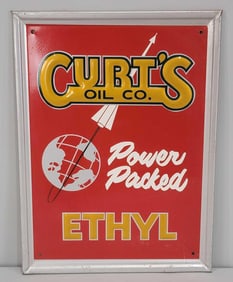 CURT'S
OIL CO.
Power
Packed
ETHYL